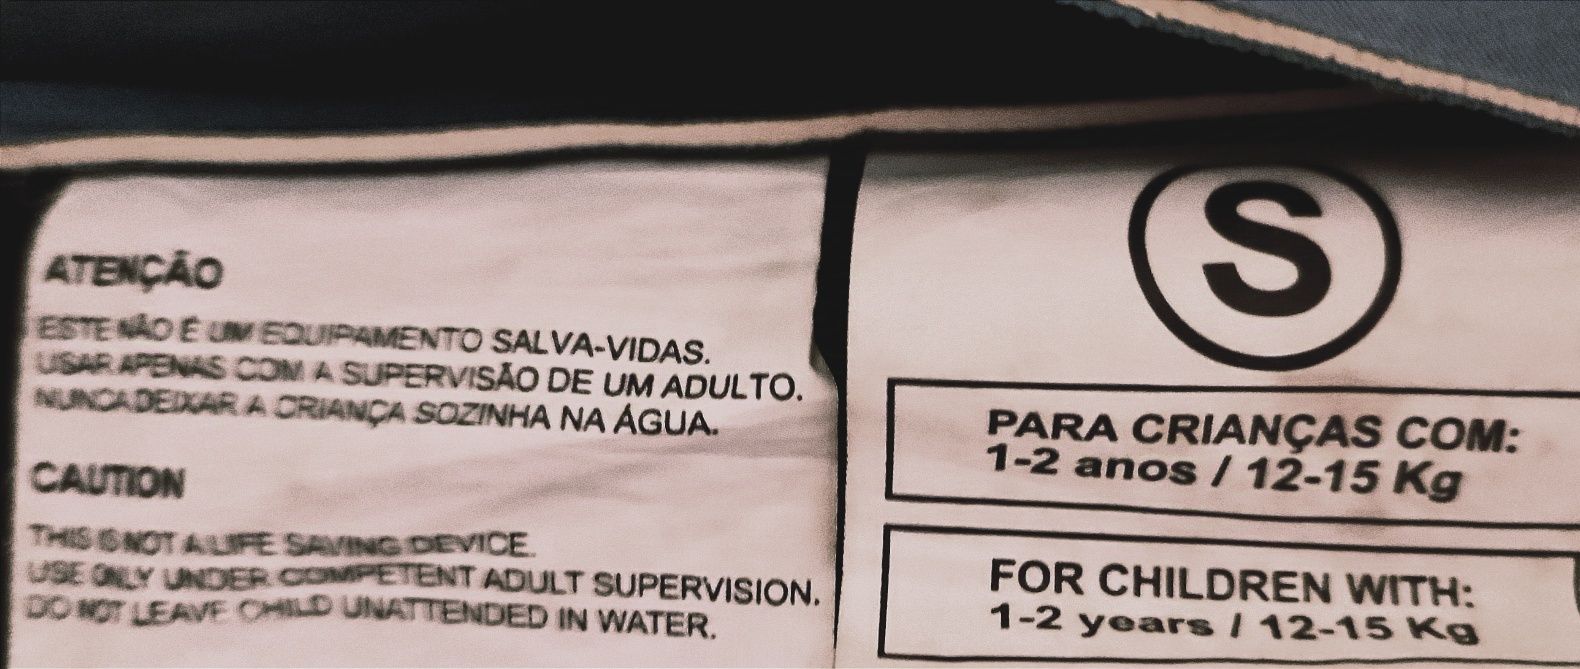 ATENÇÃO
ESTE NÃO É UM EQUIPAMENTO SALVA-VIDAS.
USAR APENAS COM A SUPERVISÃO DE UM ADULTO.
NUNCA DEIXAR A CRIANÇA SOZINHA NA ÁGUA.
CAUTION
THIS IS NOT A LIFE SAVING DEVICE.
USE ONLY UNDER COMPETENT ADULT SUPERVISION.
DO NOT LEAVE CHILD UNATTENDED IN WATER.
S
PARA CRIANÇAS COM:
1-2 anos / 12-15 Kg
FOR CHILDREN WITH:
1-2 years / 12-15 Kg